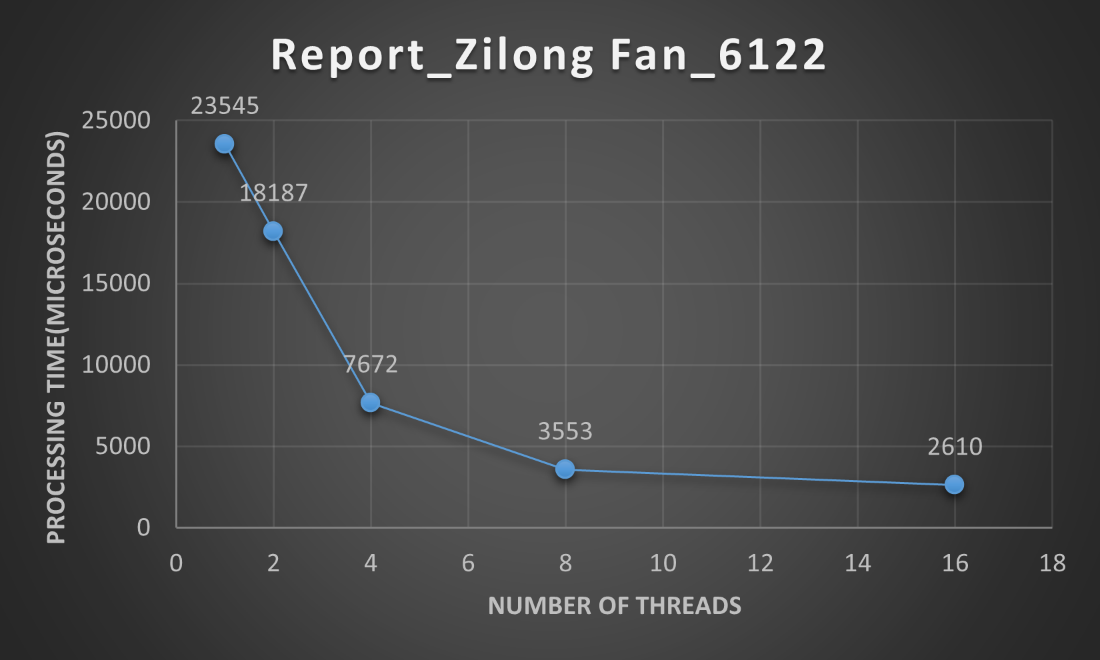 Report_Zilong Fan_6122
23545
25000
18187
20000
15000
7672
10000
3553
2610
5000
0
0 2 4 6 8 10 12 14 16 18
PROCESSING TIME(MICROSECONDS)
NUMBER OF THREADS